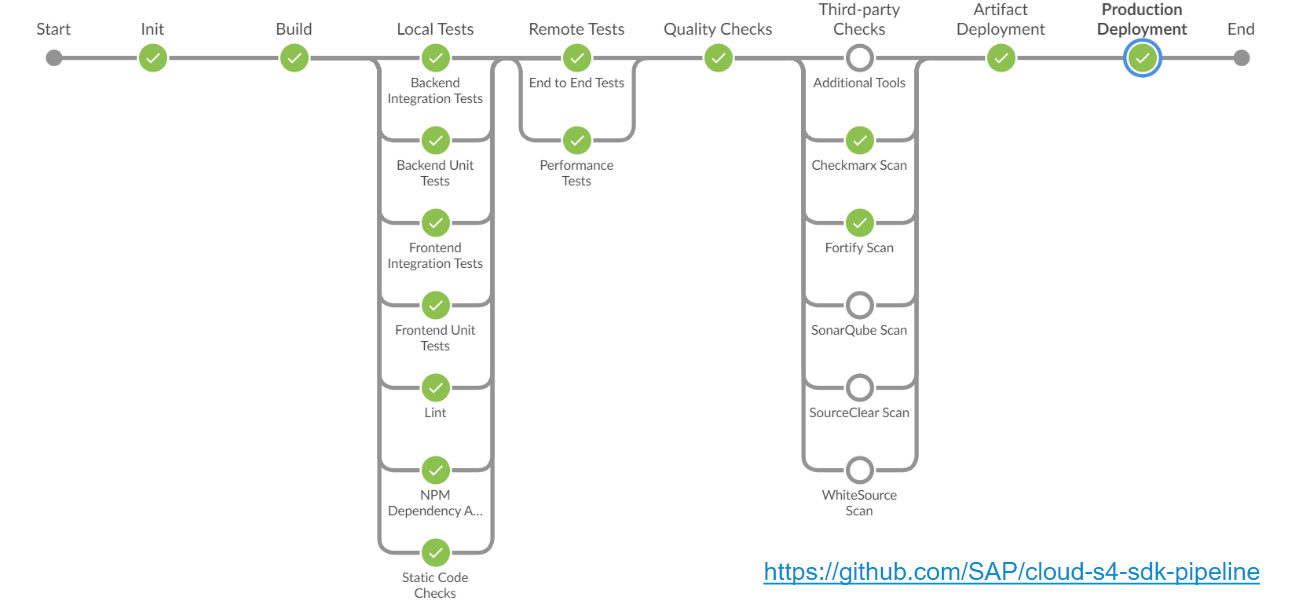 Start
Init
Build
Local Tests
Remote Tests
Quality Checks
Third-party
Checks
Artifact
Deployment
Production
Deployment
End
Backend
Integration Tests
Backend Unit
Tests
Frontend
Integration Tests
Frontend Unit
Tests
Lint
NPM
Dependency A...
Static Code
Checks
End to End Tests
Performance
Tests
Additional Tools
Checkmarx Scan
Fortify Scan
SonarQube Scan
SourceClear Scan
WhiteSource
Scan
https://github.com/SAP/cloud-s4-sdk-pipeline